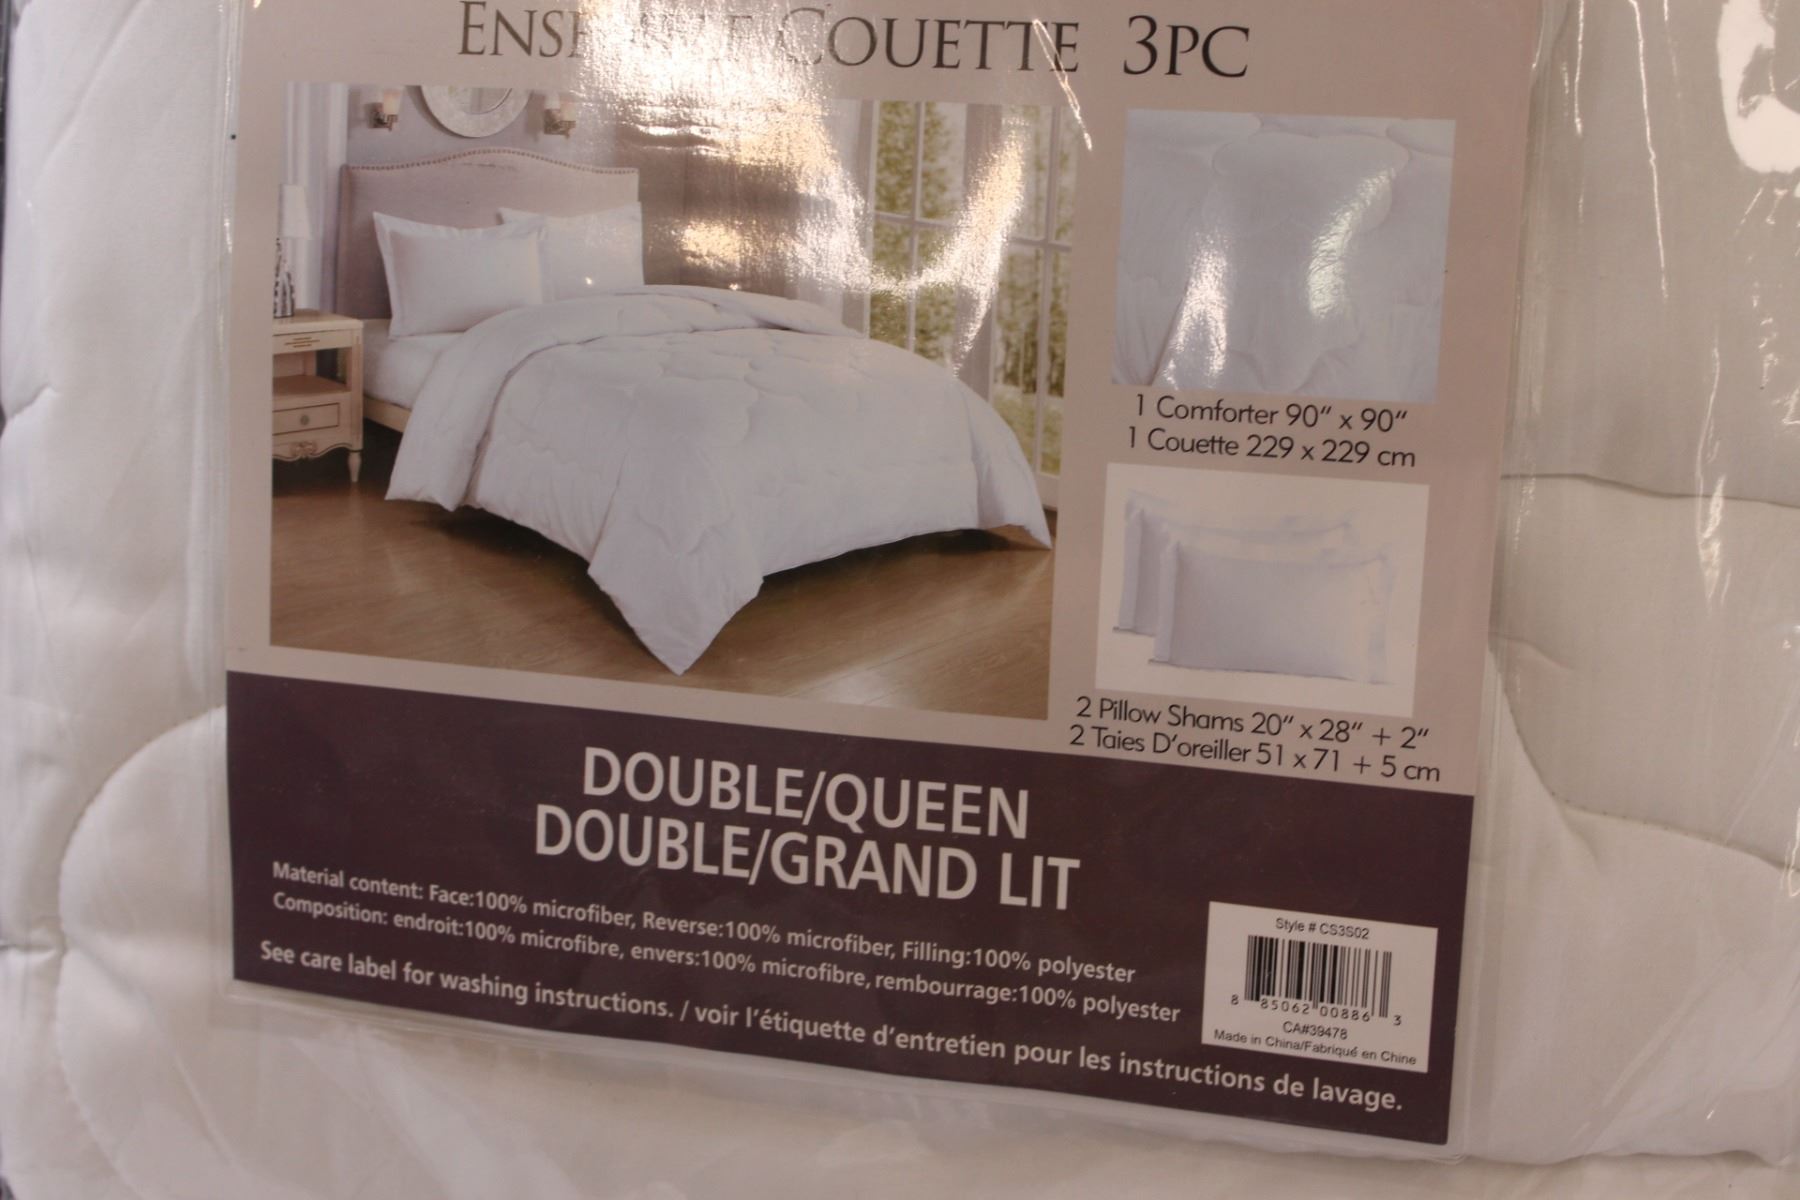 ENSEMBLE COUETTE 3PC
1 Comforter 90" x 90"
1 Couette 229 x 229 cm
2 Pillow Shams 20" x 28" + 2"
2 Taies D'oreiller 51 x 71 + 5 cm
DOUBLE/QUEEN
DOUBLE/GRAND LIT
Material content: Face:100% microfiber, Reverse:100% microfiber, Filling:100% polyester
Composition: endroit:100% microfibre, envers:100% microfibre, rembourrage:100% polyester
See care label for washing instructions. / voir l'étiquette d'entretien pour les instructions de lavage.
Style # CS3S02
8 85062 00886 3
CA#39478
Made in China/Fabriqué en Chine